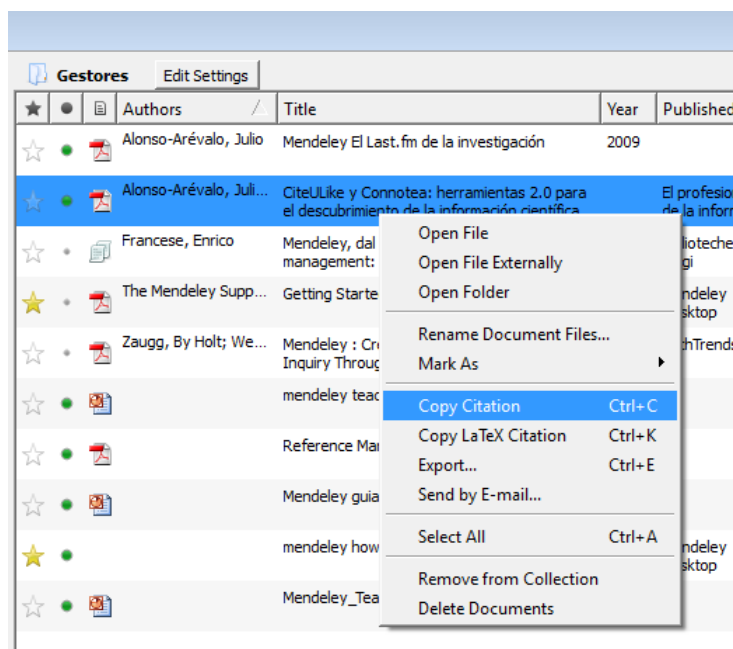 Gestores Edit Settings
Authors Title Year Published
Alonso-Arévalo, Julio Mendeley El Last.fm de la investigación 2009
Alonso-Arévalo, Juli... CiteULike y Connotea: herramientas 2.0 para El profesio
el descubrimiento de la información científica de la infor
Francese, Enrico Mendeley, dal
management:
The Mendeley Supp... Getting Starte
Zaugg, By Holt; We... Mendeley : Cr
Inquiry Throug
mendeley teac
Reference Ma
Mendeley guia
mendeley how
Mendeley_Tea
Open File
Open File Externally
Open Folder
Rename Document Files...
Mark As
Copy Citation Ctrl+C
Copy LaTeX Citation Ctrl+K
Export... Ctrl+E
Send by E-mail...
Select All Ctrl+A
Remove from Collection
Delete Documents
lioteche
gi
ndeley
sktop
hTrends
ndeley
sktop